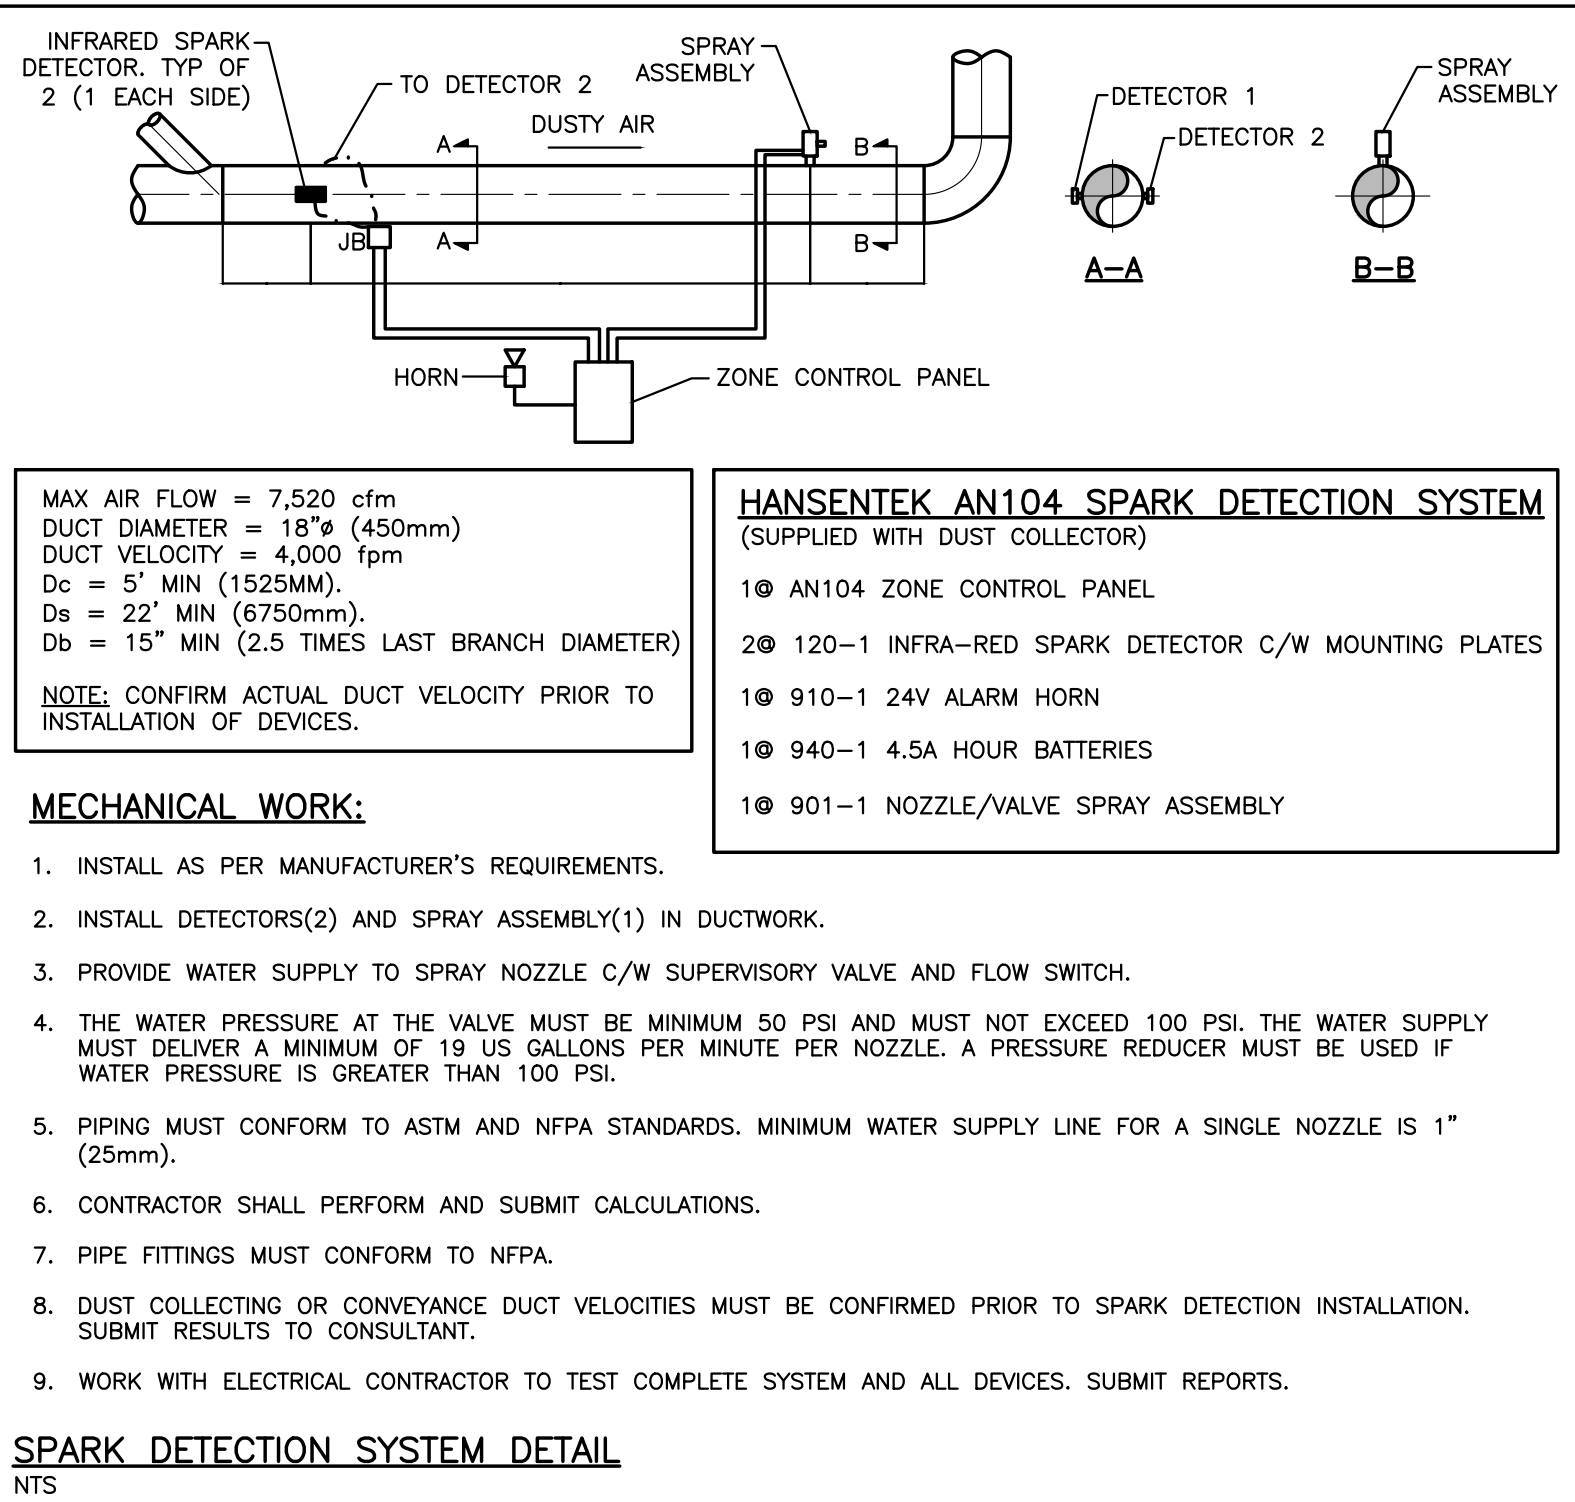 INFRARED SPARK
DETECTOR. TYP OF
2 (1 EACH SIDE)
TO DETECTOR 2
DUSTY AIR
SPRAY
ASSEMBLY
A
B
JB
A
B
HORN
ZONE CONTROL PANEL
DETECTOR 1
DETECTOR 2
A-A
SPRAY
ASSEMBLY
B-B
MAX AIR FLOW = 7,520 cfm
DUCT DIAMETER = 18"ø (450mm)
DUCT VELOCITY = 4,000 fpm
Dc = 5' MIN (1525MM).
Ds = 22' MIN (6750mm).
Db = 15" MIN (2.5 TIMES LAST BRANCH DIAMETER)
NOTE: CONFIRM ACTUAL DUCT VELOCITY PRIOR TO
INSTALLATION OF DEVICES.
HANSENTEK AN104 SPARK DETECTION SYSTEM
(SUPPLIED WITH DUST COLLECTOR)
1@ AN104 ZONE CONTROL PANEL
2@ 120-1 INFRA-RED SPARK DETECTOR C/W MOUNTING PLATES
1@ 910-1 24V ALARM HORN
1@ 940-1 4.5A HOUR BATTERIES
1@ 901-1 NOZZLE/VALVE SPRAY ASSEMBLY
MECHANICAL WORK:
1. INSTALL AS PER MANUFACTURER'S REQUIREMENTS.
2. INSTALL DETECTORS(2) AND SPRAY ASSEMBLY(1) IN DUCTWORK.
3. PROVIDE WATER SUPPLY TO SPRAY NOZZLE C/W SUPERVISORY VALVE AND FLOW SWITCH.
4. THE WATER PRESSURE AT THE VALVE MUST BE MINIMUM 50 PSI AND MUST NOT EXCEED 100 PSI. THE WATER SUPPLY
MUST DELIVER A MINIMUM OF 19 US GALLONS PER MINUTE PER NOZZLE. A PRESSURE REDUCER MUST BE USED IF
WATER PRESSURE IS GREATER THAN 100 PSI.
5. PIPING MUST CONFORM TO ASTM AND NFPA STANDARDS. MINIMUM WATER SUPPLY LINE FOR A SINGLE NOZZLE IS 1"
(25mm).
6. CONTRACTOR SHALL PERFORM AND SUBMIT CALCULATIONS.
7. PIPE FITTINGS MUST CONFORM TO NFPA.
8. DUST COLLECTING OR CONVEYANCE DUCT VELOCITIES MUST BE CONFIRMED PRIOR TO SPARK DETECTION INSTALLATION.
SUBMIT RESULTS TO CONSULTANT.
9. WORK WITH ELECTRICAL CONTRACTOR TO TEST COMPLETE SYSTEM AND ALL DEVICES. SUBMIT REPORTS.
SPARK DETECTION SYSTEM DETAIL
NTS